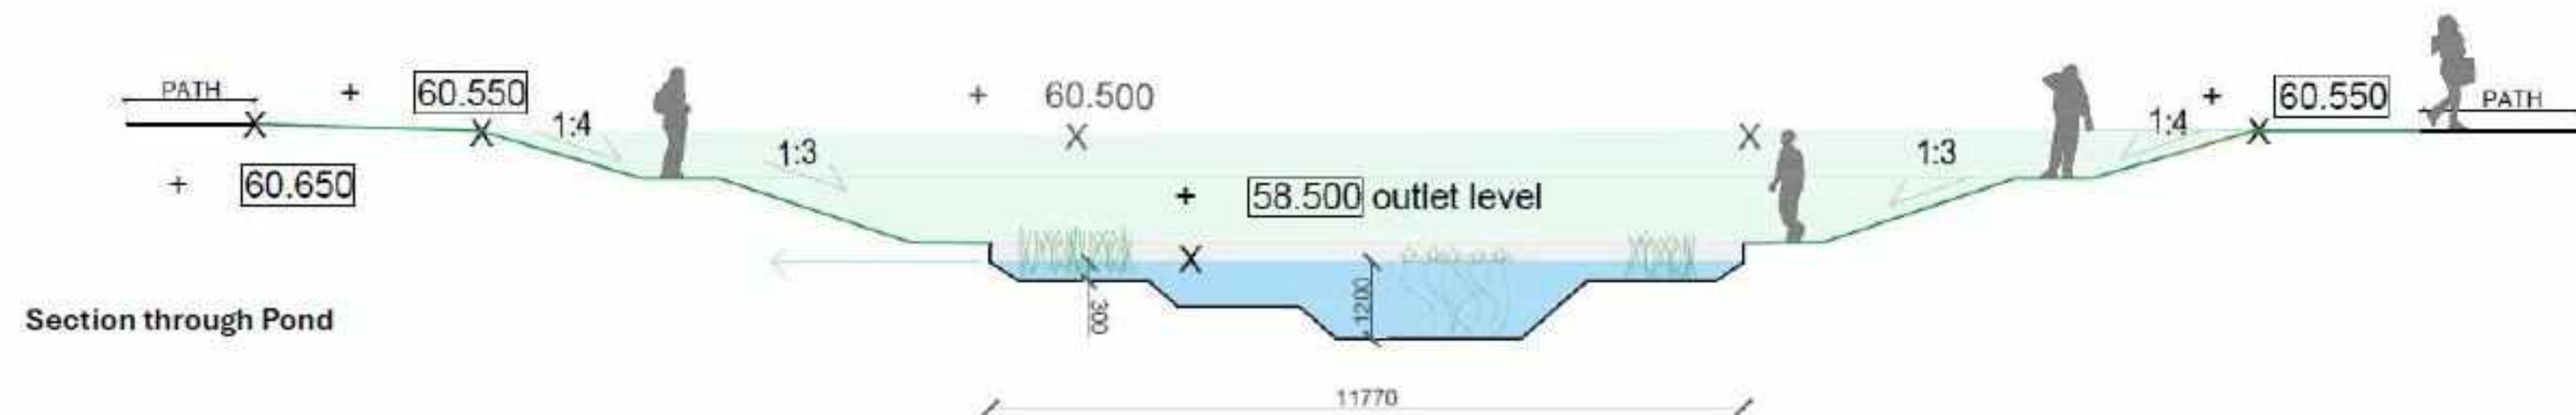 PATH
+ 60.550
+ 60.500
+ 60.550
PATH
1:4
1:3
1:3
1:4
+ 60.650
+ 58.500 outlet level
300
1200
Section through Pond
11770